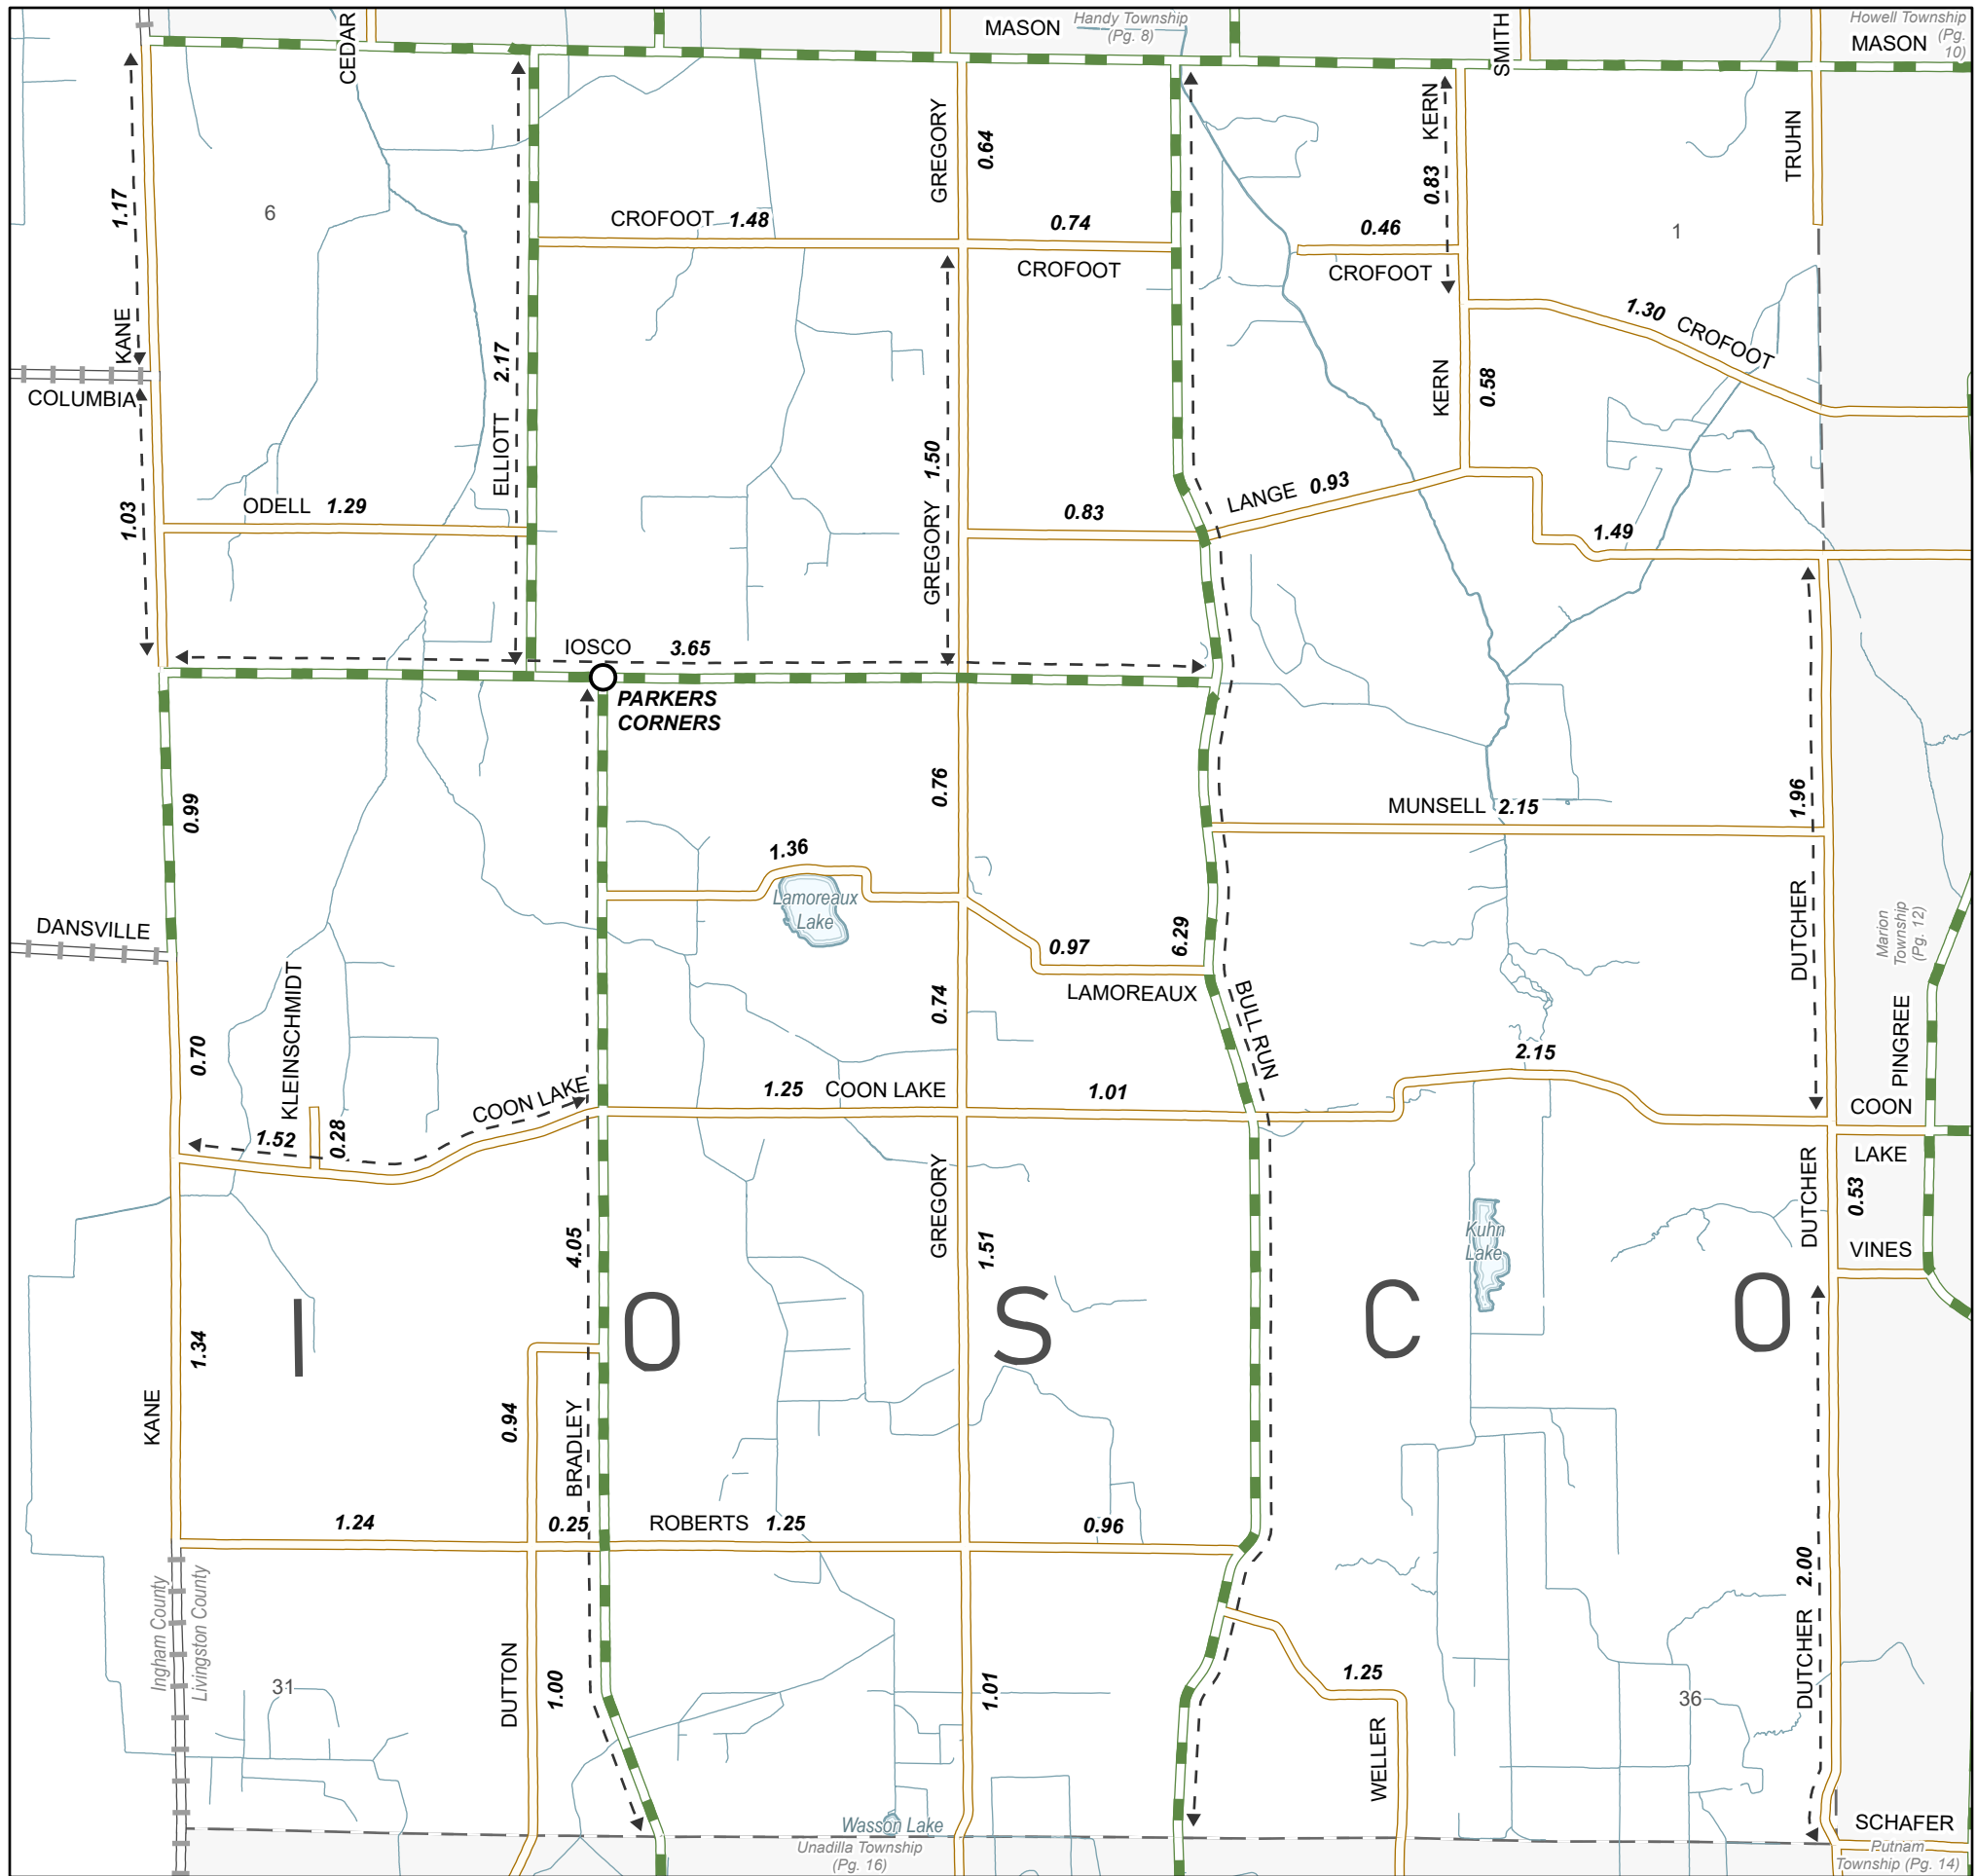 CEDAR
MASON
Handy Township
(Pg. 8)
SMITH
Howell Township
(Pg.
10)
MASON
1.17
6
GREGORY
0.64
KERN
0.83
TRUHN
CROFOOT 1.48
0.74
CROFOOT
0.46
CROFOOT
1
KANE
COLUMBIA
2.17
ELLIOTT
1.50
GREGORY
KERN
0.58
1.30 CROFOOT
1.03
ODELL 1.29
0.83
LANGE 0.93
1.49
IOSCO
3.65
PARKERS
CORNERS
0.99
0.76
MUNSELL 2.15
1.96
1.36
Lamoreaux
Lake
DANSVILLE
0.97
6.29
LAMOREAUX
DUTCHER
Marion
Township
(Pg. 12)
KLEINSCHMIDT
0.70
0.74
BULL RUN
2.15
PINGREE
COON LAKE
1.25 COON LAKE
1.01
COON
LAKE
1.52
0.28
4.05
GREGORY
1.51
Kuhn
Lake
DUTCHER
0.53
VINES
I O S C O
1.34
KANE
0.94
BRADLEY
1.24
0.25
ROBERTS 1.25
0.96
Ingham County
Livingston County
31
DUTTON
1.00
1.01
1.25
WELLER
36
2.00
DUTCHER
Wasson Lake
Unadilla Township
(Pg. 16)
SCHAFER
Putnam
Township (Pg. 14)